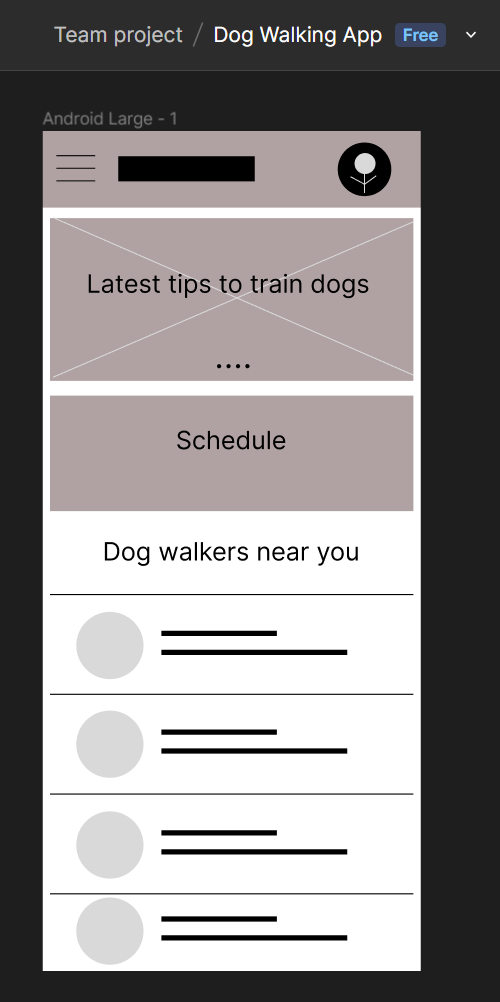 Team project / Dog Walking App Free
Android Large - 1
Latest tips to train dogs
....
Schedule
Dog walkers near you